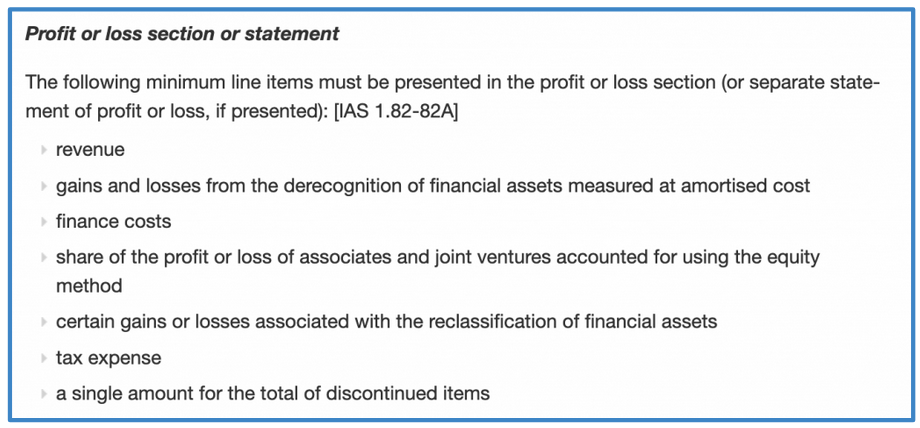 Profit or loss section or statement
The following minimum line items must be presented in the profit or loss section (or separate state-
ment of profit or loss, if presented): [IAS 1.82-82A]
revenue
gains and losses from the derecognition of financial assets measured at amortised cost
finance costs
share of the profit or loss of associates and joint ventures accounted for using the equity
method
certain gains or losses associated with the reclassification of financial assets
tax expense
a single amount for the total of discontinued items